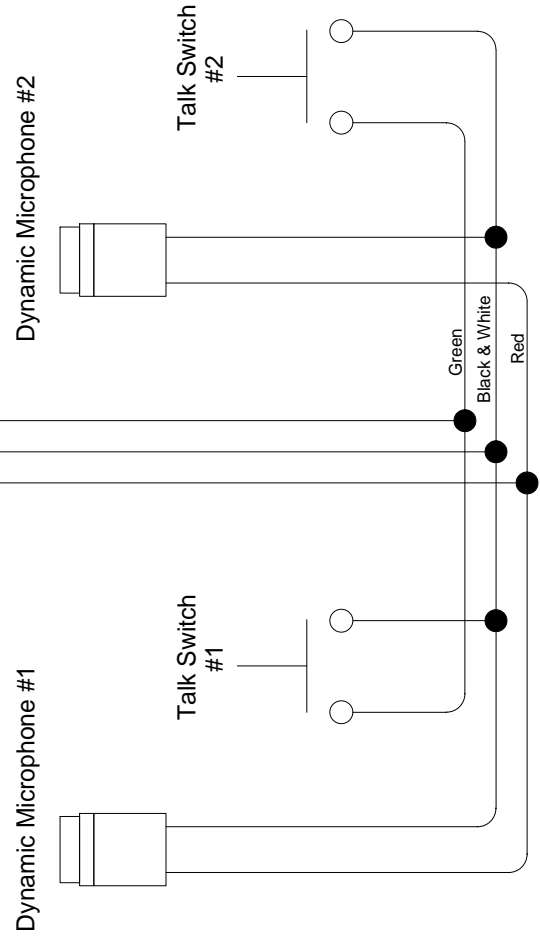 Dynamic Microphone #1
Talk Switch
#1
Dynamic Microphone #2
Talk Switch
#2
Green
Black & White
Red